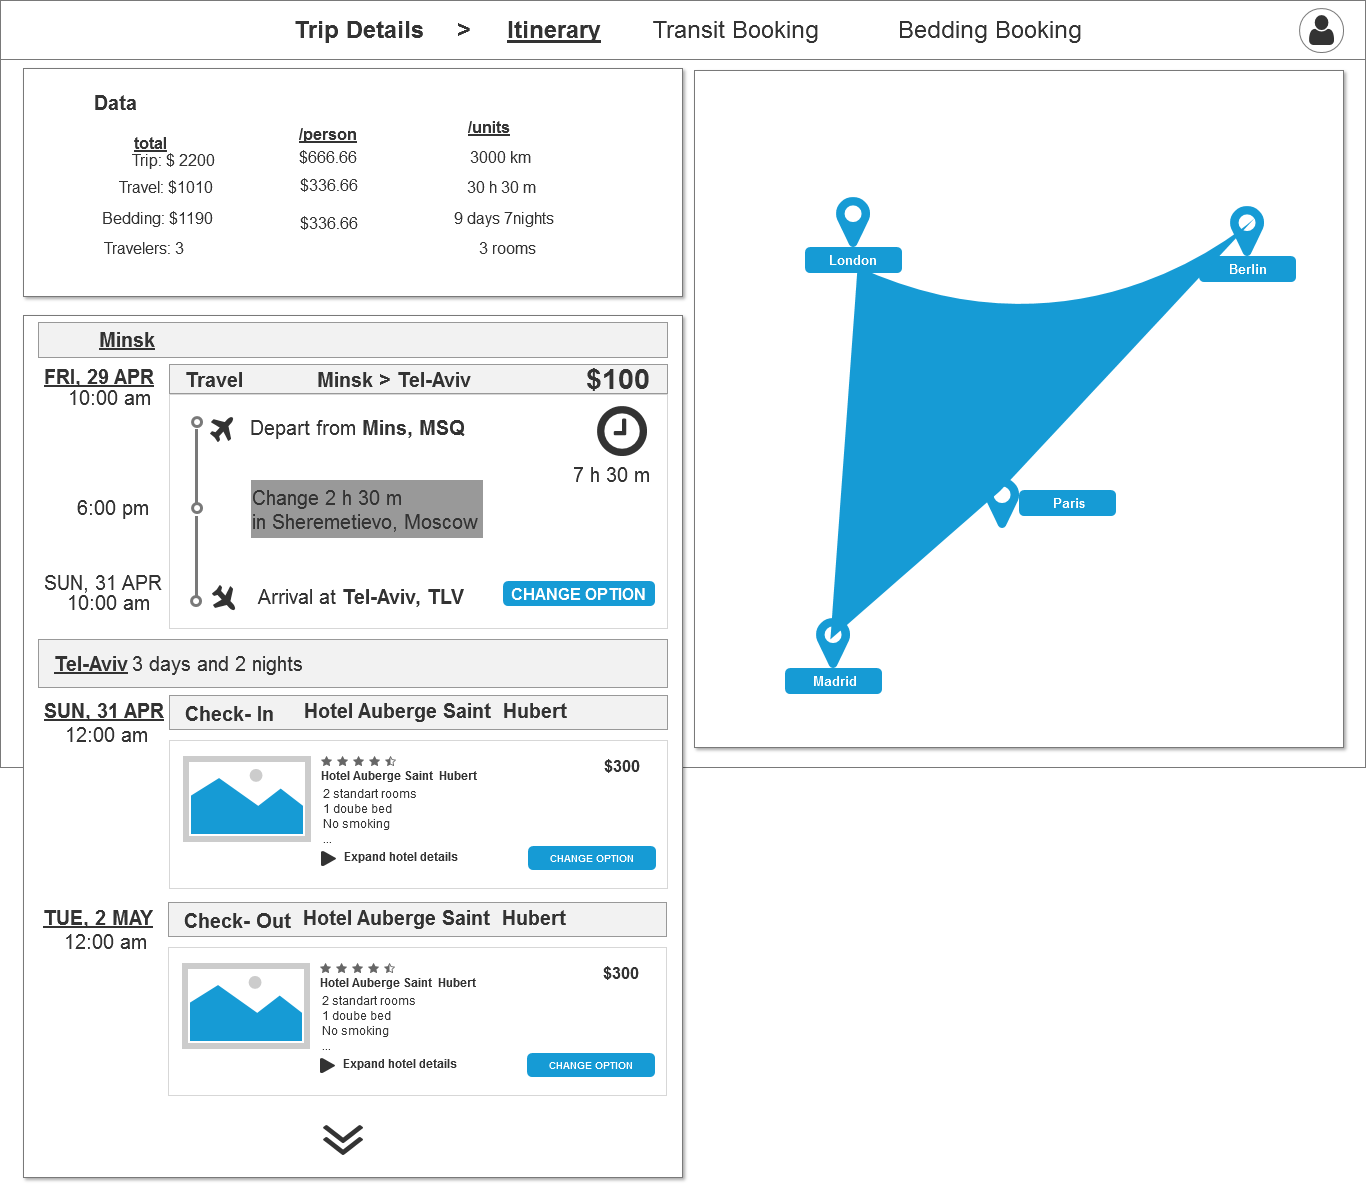 Trip Details > Itinerary Transit Booking Bedding Booking
Data
total /person /units
Trip: $ 2200 $666.66 3000 km
Travel: $1010 $336.66 30 h 30 m
Bedding: $1190 $336.66 9 days 7nights
Travelers: 3 3 rooms
Minsk
FRI, 29 APR
10:00 am
Travel Minsk > Tel-Aviv $100
Depart from Mins, MSQ
7 h 30 m
6:00 pm
Change 2 h 30 m
in Sheremetievo, Moscow
SUN, 31 APR
10:00 am
Arrival at Tel-Aviv, TLV
CHANGE OPTION
Tel-Aviv 3 days and 2 nights
SUN, 31 APR
12:00 am
Check- In Hotel Auberge Saint Hubert
Hotel Auberge Saint Hubert
$300
2 standart rooms
1 doube bed
No smoking
...
Expand hotel details
CHANGE OPTION
TUE, 2 MAY
12:00 am
Check- Out Hotel Auberge Saint Hubert
Hotel Auberge Saint Hubert
$300
2 standart rooms
1 doube bed
No smoking
...
Expand hotel details
CHANGE OPTION
London
Berlin
Paris
Madrid